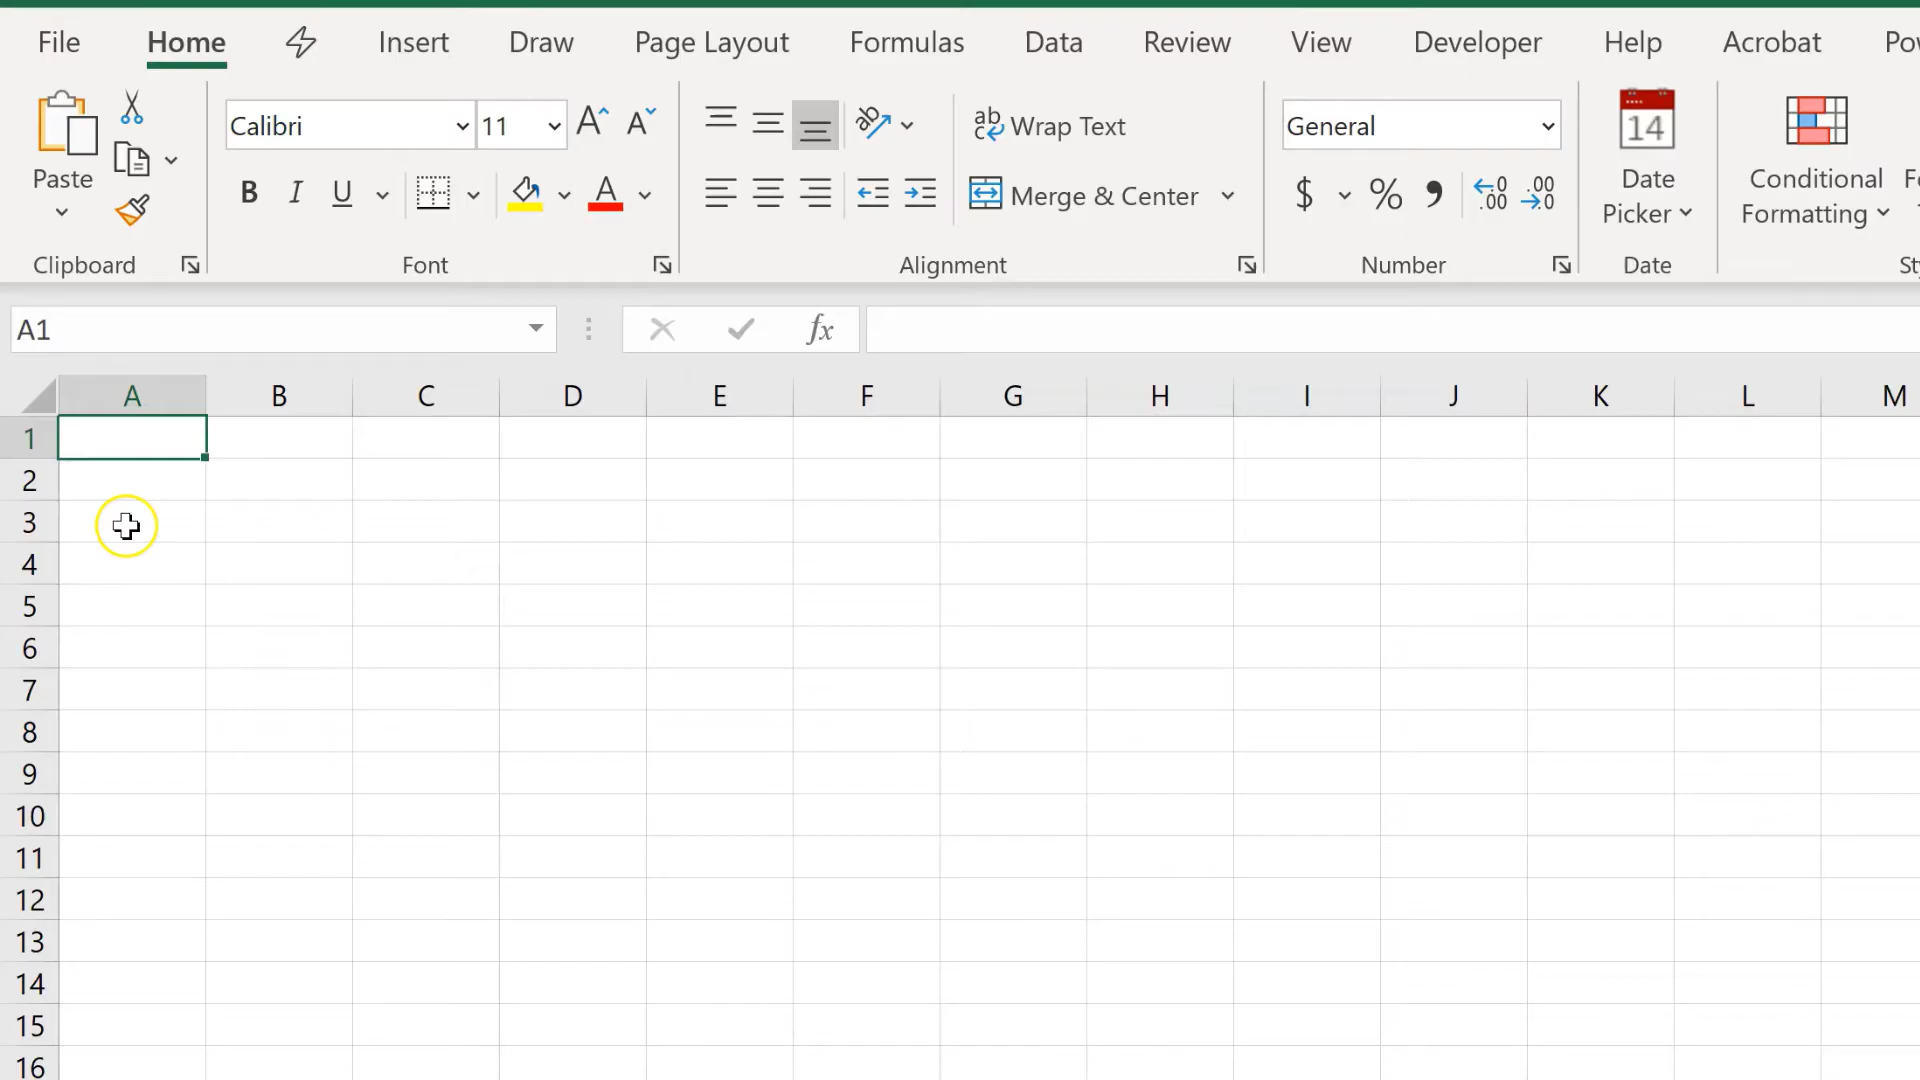 File Home Insert Draw Page Layout Formulas Data Review View Developer Help Acrobat
Calibri 11 Wrap Text General
Paste B I U Merge & Center $ % , Date Picker Conditional Formatting
Clipboard Font Alignment Number Date
A1 fx
A B C D E F G H I J K L M
1
2
3
4
5
6
7
8
9
10
11
12
13
14
15
16